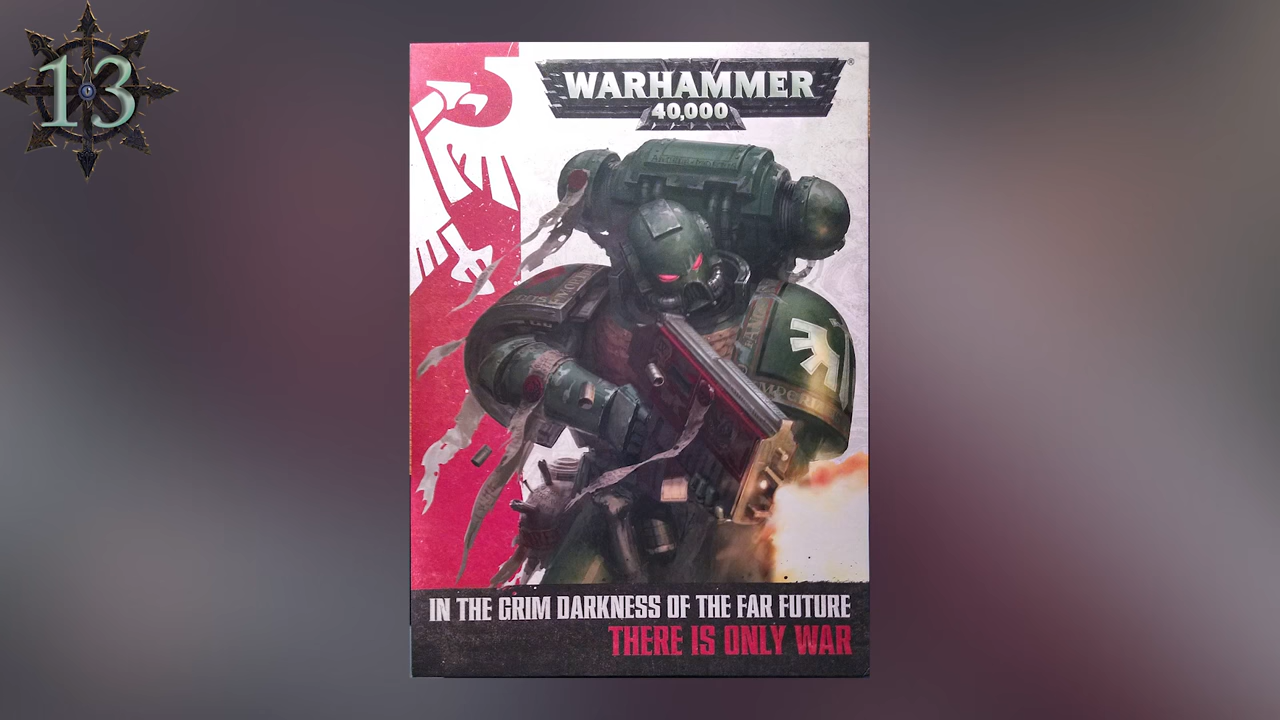 13
WARHAMMER®
40,000
IN THE GRIM DARKNESS OF THE FAR FUTURE
THERE IS ONLY WAR